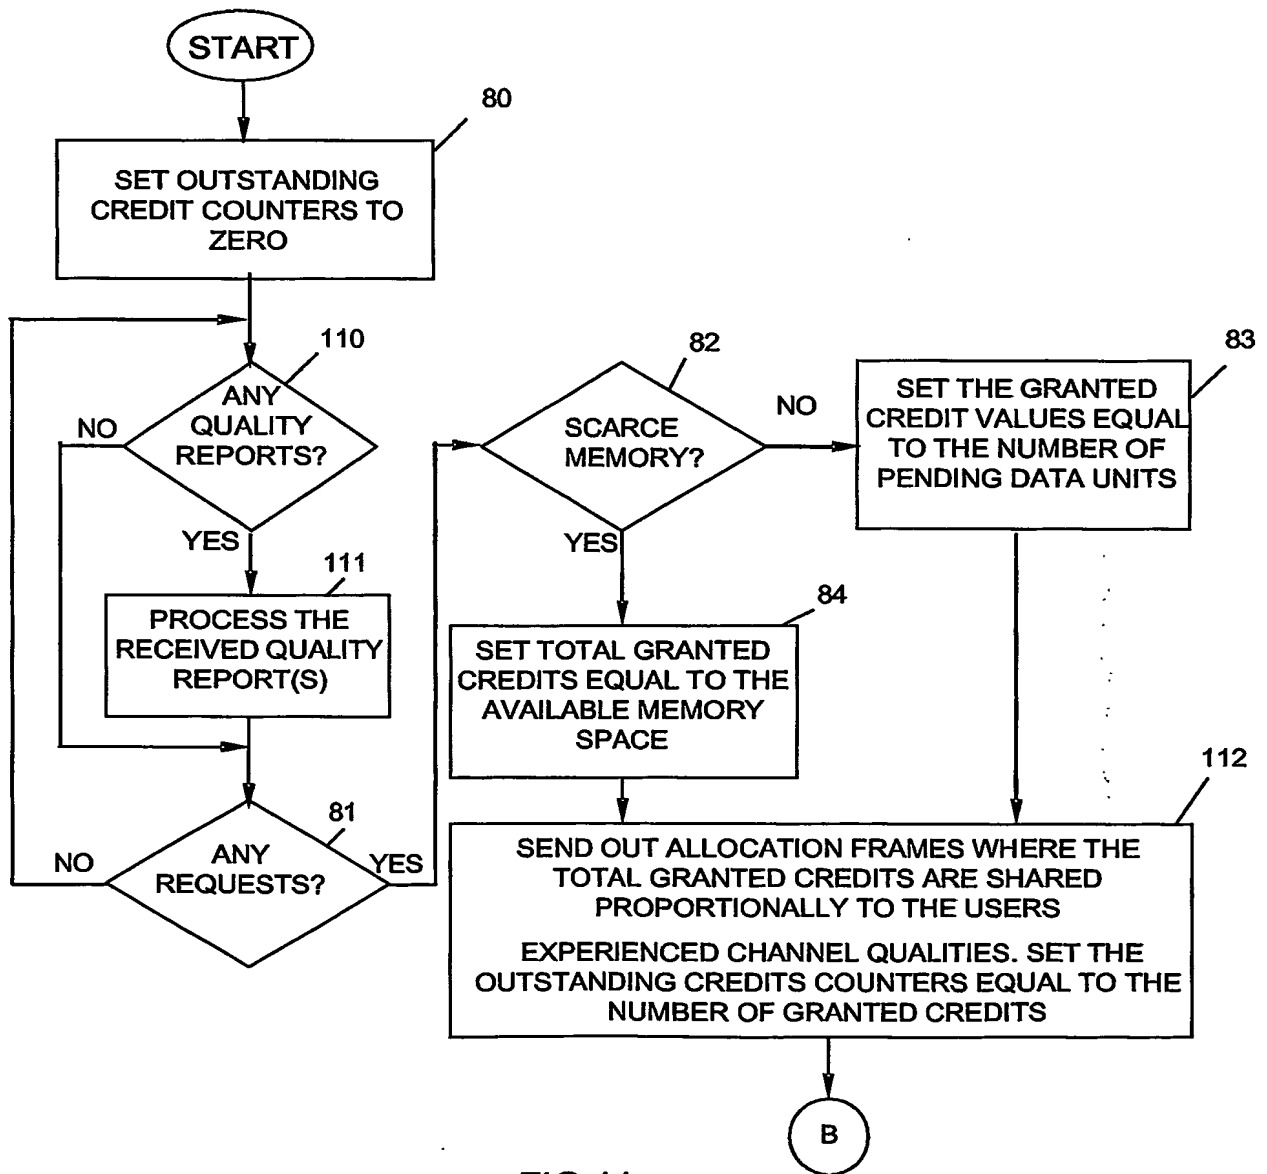 START
80
SET OUTSTANDING
CREDIT COUNTERS TO
ZERO
110
ANY
QUALITY
REPORTS?
NO
YES
111
PROCESS THE
RECEIVED QUALITY
REPORT(S)
81
ANY
REQUESTS?
NO
YES
82
SCARCE
MEMORY?
NO
YES
83
SET THE GRANTED
CREDIT VALUES EQUAL
TO THE NUMBER OF
PENDING DATA UNITS
84
SET TOTAL GRANTED
CREDITS EQUAL TO THE
AVAILABLE MEMORY
SPACE
112
SEND OUT ALLOCATION FRAMES WHERE THE
TOTAL GRANTED CREDITS ARE SHARED
PROPORTIONALLY TO THE USERS
EXPERIENCED CHANNEL QUALITIES. SET THE
OUTSTANDING CREDITS COUNTERS EQUAL TO THE
NUMBER OF GRANTED CREDITS
B